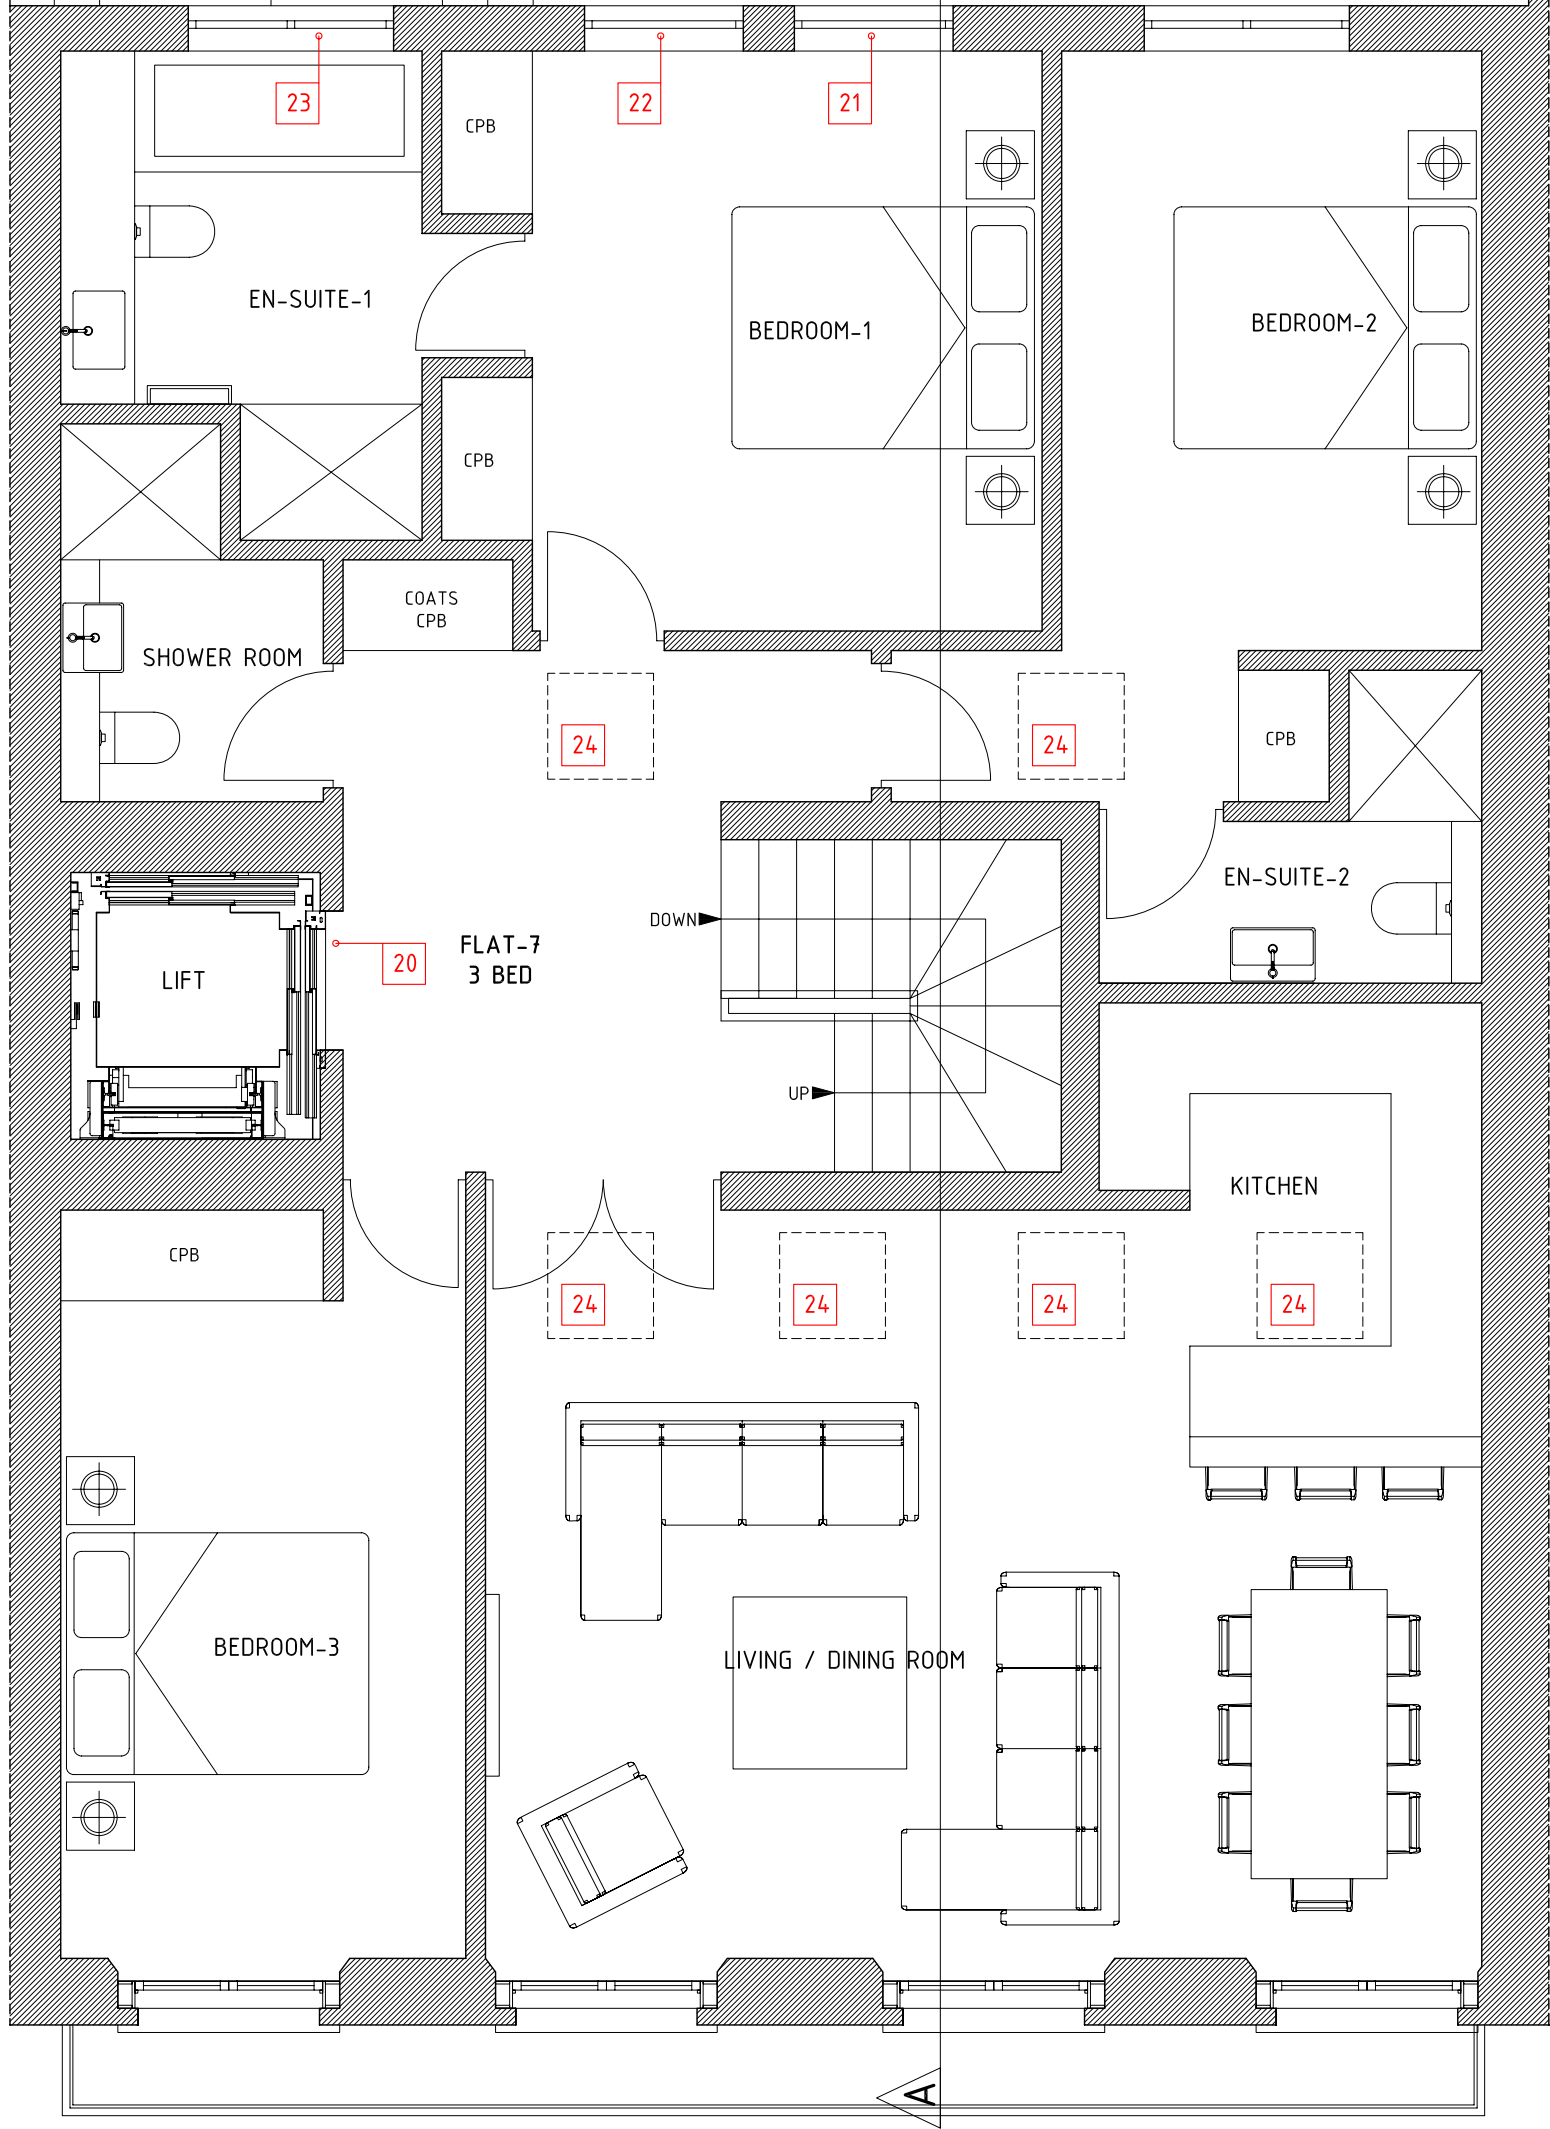 23
22
21
CPB
EN-SUITE-1
BEDROOM-1
BEDROOM-2
CPB
COATS
CPB
SHOWER ROOM
24
24
CPB
EN-SUITE-2
DOWN
FLAT-7
3 BED
20
LIFT
UP
KITCHEN
CPB
24
24
24
24
BEDROOM-3
LIVING / DINING ROOM
A